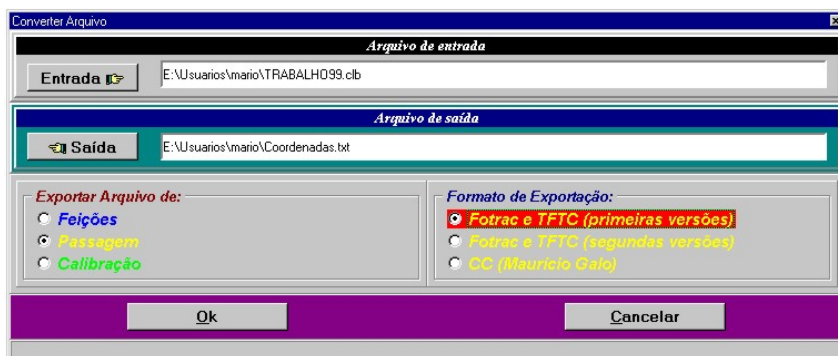 Converter Arquivo
Arquivo de entrada
Entrada
E:\Usuarios\mario\TRABALHO99.clb
Arquivo de saída
Saída
E:\Usuarios\mario\Coordenadas.txt
Exportar Arquivo de:
Feições
Passagem
Calibração
Formato de Exportação:
Fotrac e TFTC (primeiras versões)
Fotrac e TFTC (segundas versões)
CC (Maurício Galo)
Ok
Cancelar